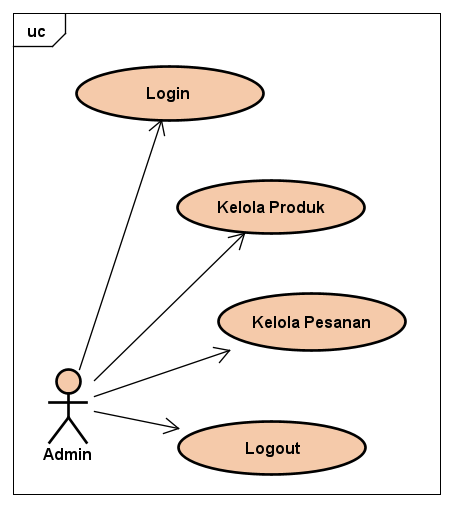 uc
Login
Kelola Produk
Kelola Pesanan
Logout
Admin